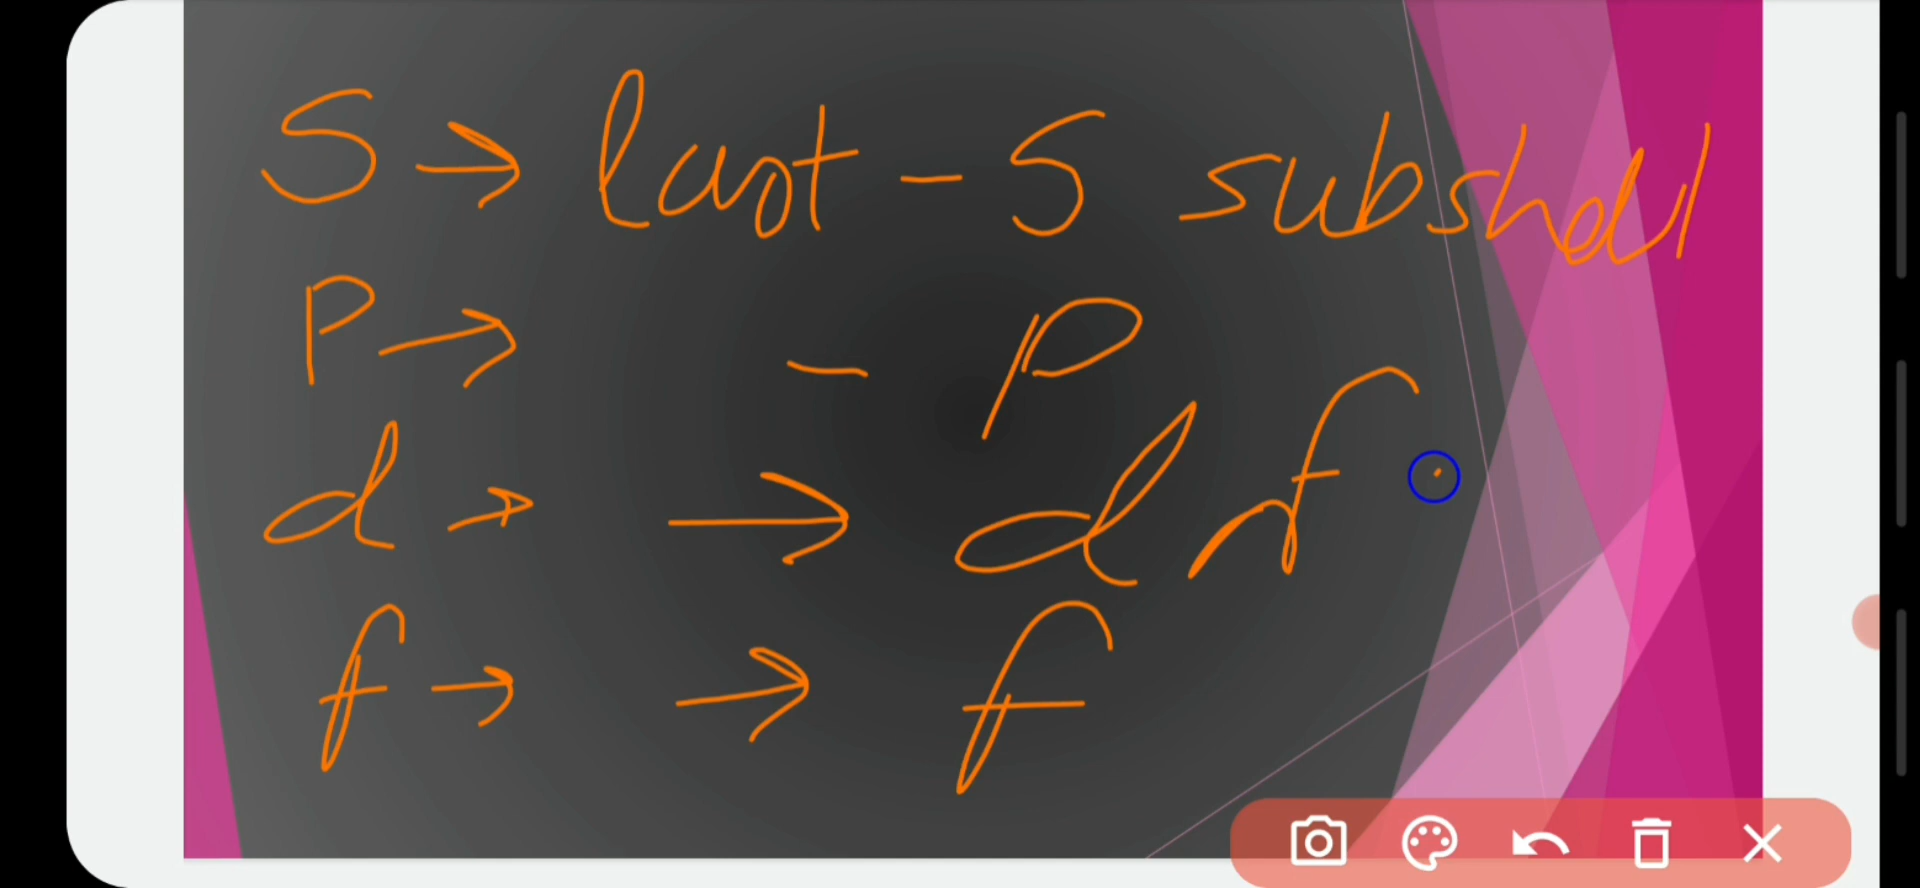 S → last - S subshell
P → - P
d → → d f
f → → f